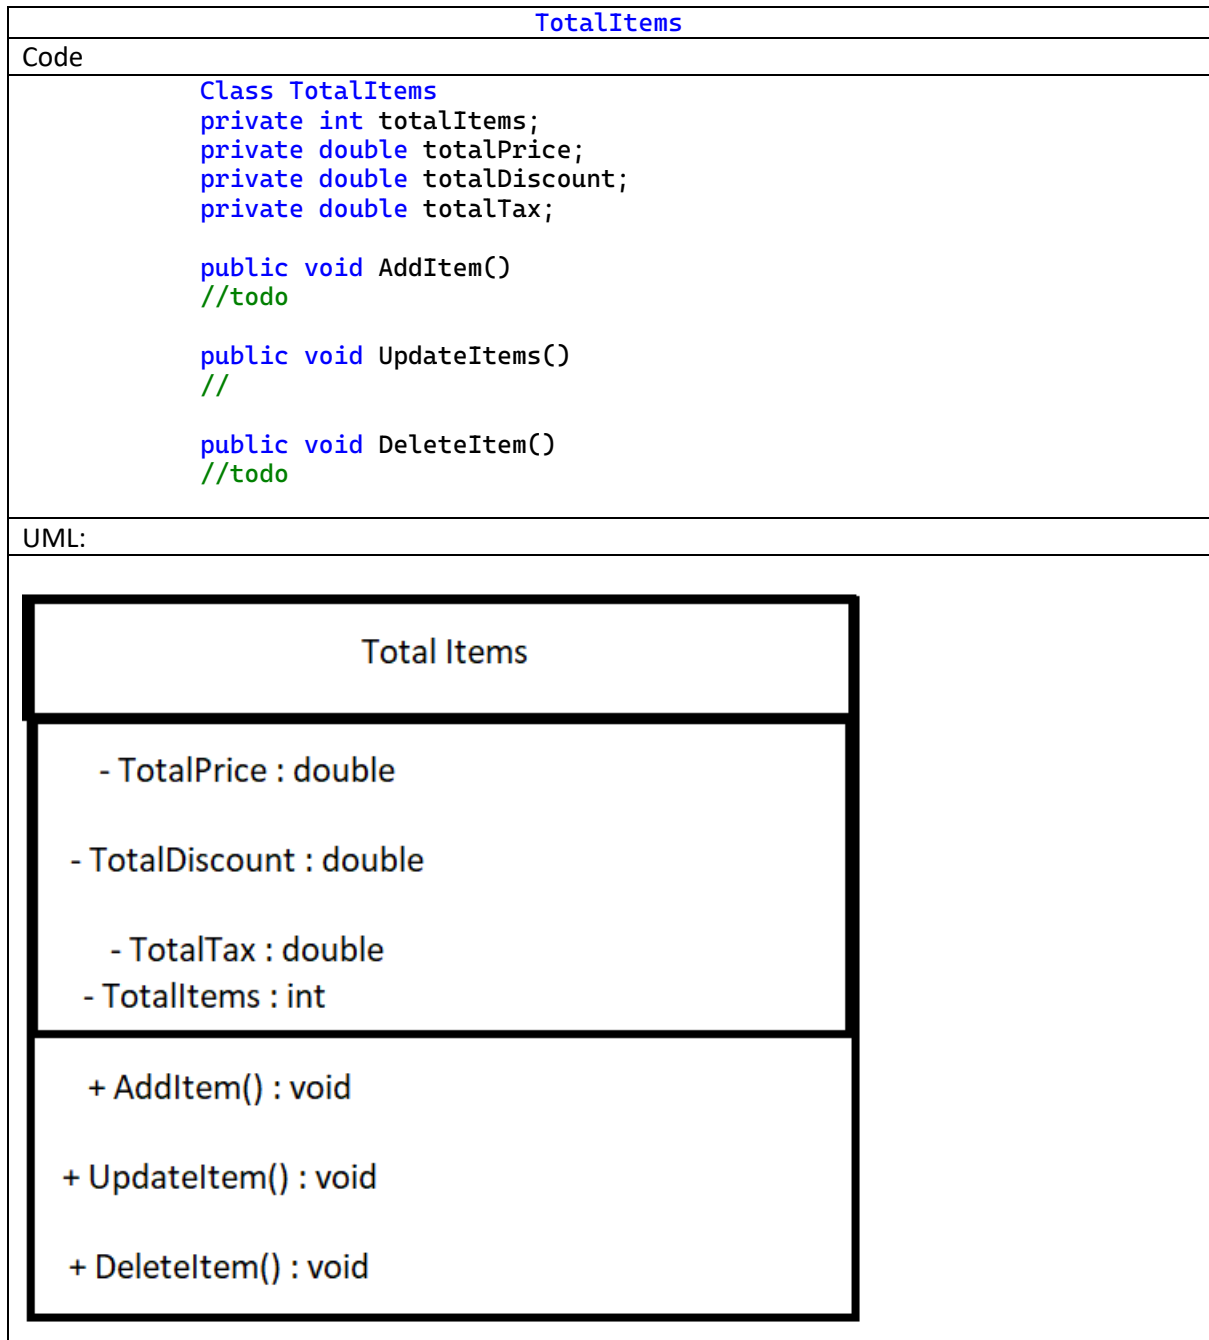 TotalItems
Code
Class TotalItems
private int totalItems;
private double totalPrice;
private double totalDiscount;
private double totalTax;
public void AddItem()
//todo
public void UpdateItems()
//
public void DeleteItem()
//todo
UML:
Total Items
- TotalPrice : double
- TotalDiscount : double
- TotalTax : double
- TotalItems : int
+ AddItem() : void
+ UpdateItem() : void
+ DeleteItem() : void